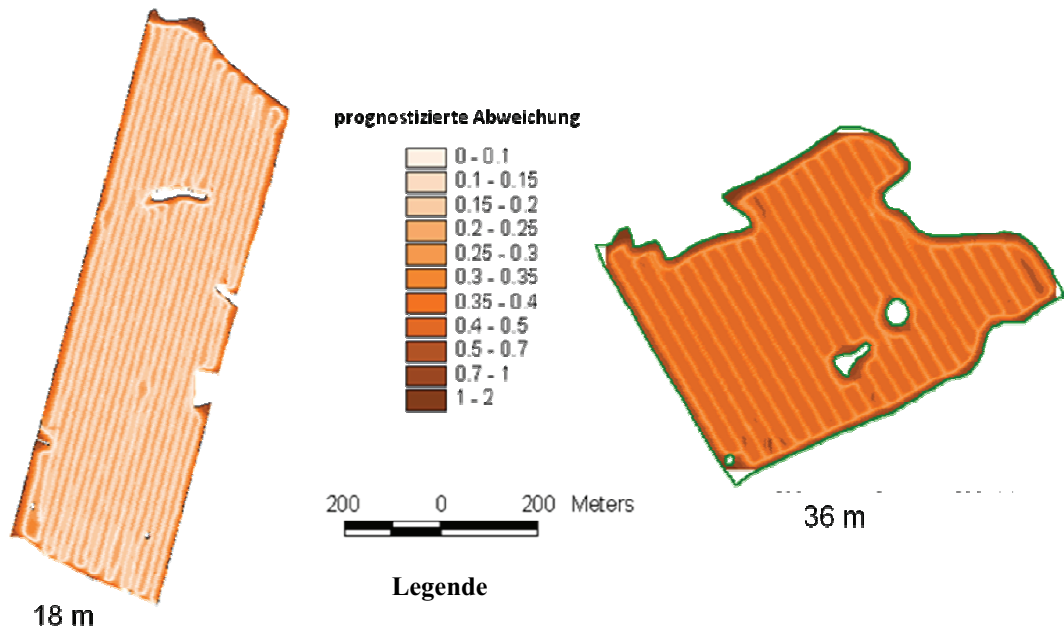 prognostizierte Abweichung
0 - 0.1
0.1 - 0.15
0.15 - 0.2
0.2 - 0.25
0.25 - 0.3
0.3 - 0.35
0.35 - 0.4
0.4 - 0.5
0.5 - 0.7
0.7 - 1
1 - 2
200 0 200 Meters
Legende
18 m
36 m